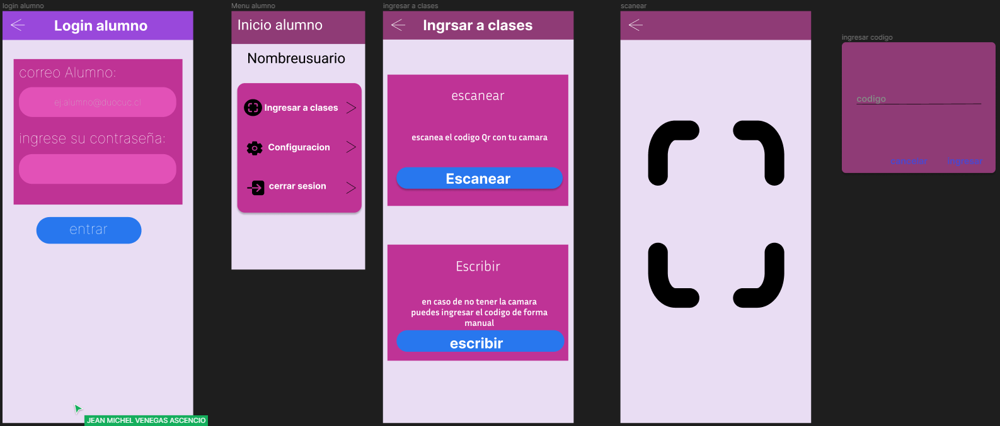 login alumno
Login alumno
correo Alumno:
ej:alumno@duocuc.cl
ingrese su contraseña:
entrar
JEAN MICHEL VENEGAS ASCENCIO
Menu alumno
Inicio alumno
Nombreusuario
Ingresar a clases
Configuracion
cerrar sesion
ingresar a clases
Ingrsar a clases
escanear
escanea el codigo Qr con tu camara
Escanear
Escribir
en caso de no tener la camara
puedes ingresar el codigo de forma
manual
escribir
scanear
ingresar codigo
codigo
cancelar
ingresar